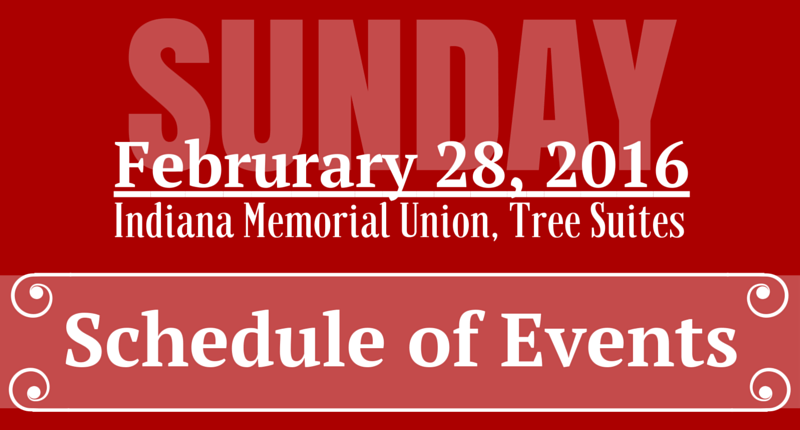 SUNDAY
Februrary 28, 2016
Indiana Memorial Union, Tree Suites
Schedule of Events